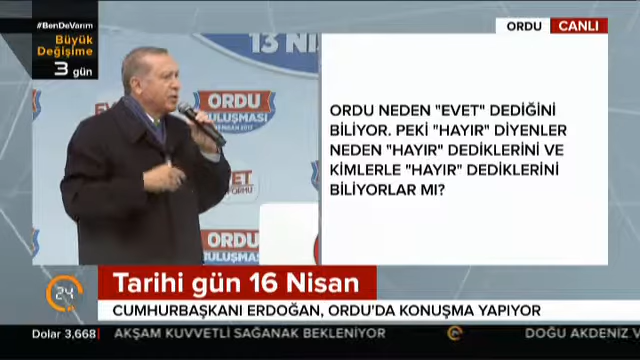 #BenDeVarım
Büyük
Değişime
3 gün
ORDU CANLI
13 NİSAN
ORDU
BULUŞMASI
EVET
ORDU
BULUŞMASI
ORDU NEDEN "EVET" DEDİĞİNİ
BİLİYOR. PEKİ "HAYIR" DİYENLER
NEDEN "HAYIR" DEDİKLERİNİ VE
KİMLERLE "HAYIR" DEDİKLERİNİ
BİLİYORLAR MI?
24
Tarihi gün 16 Nisan
CUMHURBAŞKANI ERDOĞAN, ORDU'DA KONUŞMA YAPIYOR
Dolar 3,668 AKŞAM KUVVETLİ SAĞANAK BEKLENİYOR DOĞU AKDENİZ